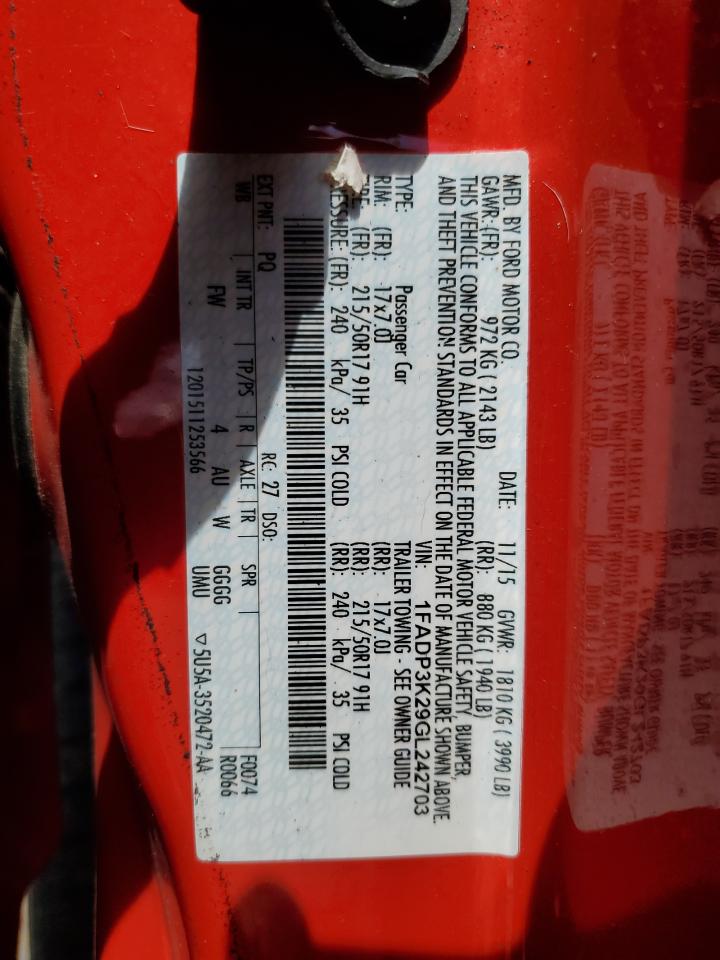 MFD. BY FORD MOTOR CO. DATE: 11/15 GVWR: 1810 KG ( 3990 LB)
GAWR:(FR): 972 KG ( 2143 LB) (RR): 880 KG ( 1940 LB)
THIS VEHICLE CONFORMS TO ALL APPLICABLE FEDERAL MOTOR VEHICLE SAFETY, BUMPER,
AND THEFT PREVENTION STANDARDS IN EFFECT ON THE DATE OF MANUFACTURE SHOWN ABOVE.
VIN: 1FADP3K29GL242703
TYPE: Passenger Car TRAILER TOWING - SEE OWNER GUIDE
RIM: (FR): 17x7.0J (RR): 17x7.0J
(FR): 215/50R17 91H (RR): 215/50R17 91H
(FR): 240 kPa/ 35 PSI COLD (RR): 240 kPa/ 35 PSI COLD
EXT PNT: PQ RC: 27 DSO: F0074
WB INT TR TP/PS R AXLE TR SPR R0066
FW 4 AU W GGGG
UMU
1201511253566 ▽5U5A-3520472-AA